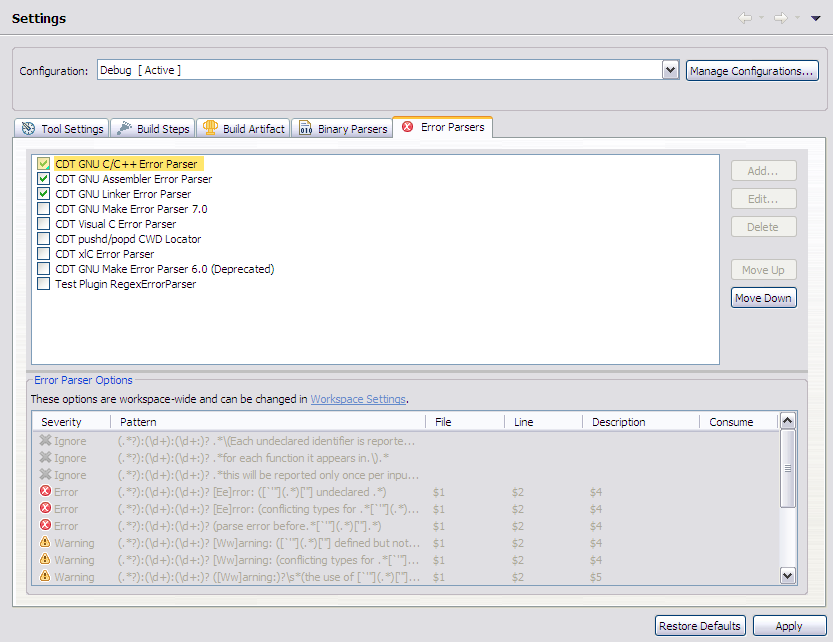 Settings
Configuration: Debug [ Active ] Manage Configurations...
Tool Settings Build Steps Build Artifact Binary Parsers Error Parsers
CDT GNU C/C++ Error Parser
CDT GNU Assembler Error Parser
CDT GNU Linker Error Parser
CDT GNU Make Error Parser 7.0
CDT Visual C Error Parser
CDT pushd/popd CWD Locator
CDT xlC Error Parser
CDT GNU Make Error Parser 6.0 (Deprecated)
Test Plugin RegexErrorParser
Add...
Edit...
Delete
Move Up
Move Down
Error Parser Options
These options are workspace-wide and can be changed in Workspace Settings.
Severity Pattern File Line Description Consume
Ignore (.*?):(\d+):(\d+:)? .*\(Each undeclared identifier is reporte...
Ignore (.*?):(\d+):(\d+:)? .*for each function it appears in.\).*
Ignore (.*?):(\d+):(\d+:)? .*this will be reported only once per inpu...
Error (.*?):(\d+):(\d+:)? [Ee]rror: ([`'"](.*)['"] undeclared .*) $1 $2 $4
Error (.*?):(\d+):(\d+:)? [Ee]rror: (conflicting types for .*[`'"](.*)... $1 $2 $4
Error (.*?):(\d+):(\d+:)? (parse error before.*[`'"](.*)['"].*) $1 $2 $4
Warning (.*?):(\d+):(\d+:)? [Ww]arning: ([`'"](.*)['"] defined but not... $1 $2 $4
Warning (.*?):(\d+):(\d+:)? [Ww]arning: (conflicting types for .*[`'"]... $1 $2 $4
Warning (.*?):(\d+):(\d+:)? ([Ww]arning:)?\s*(the use of [`'"](.*)['"]... $1 $2 $5
Restore Defaults Apply